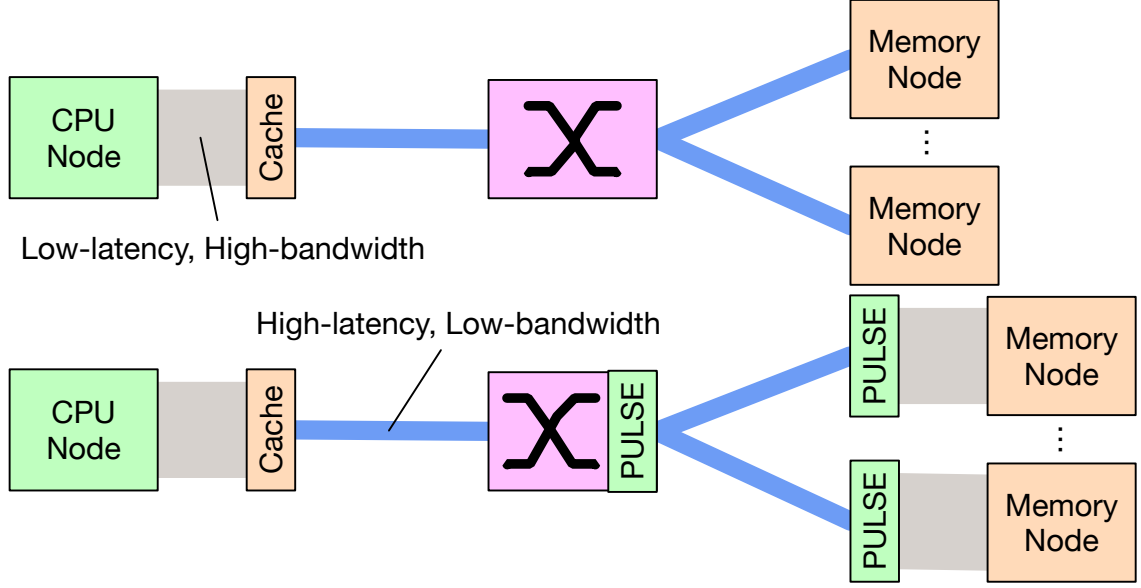 Memory
Node
CPU
Node
Cache
⋮
Memory
Node
Low-latency, High-bandwidth
High-latency, Low-bandwidth
PULSE
Memory
Node
CPU
Node
Cache
PULSE
⋮
PULSE
Memory
Node